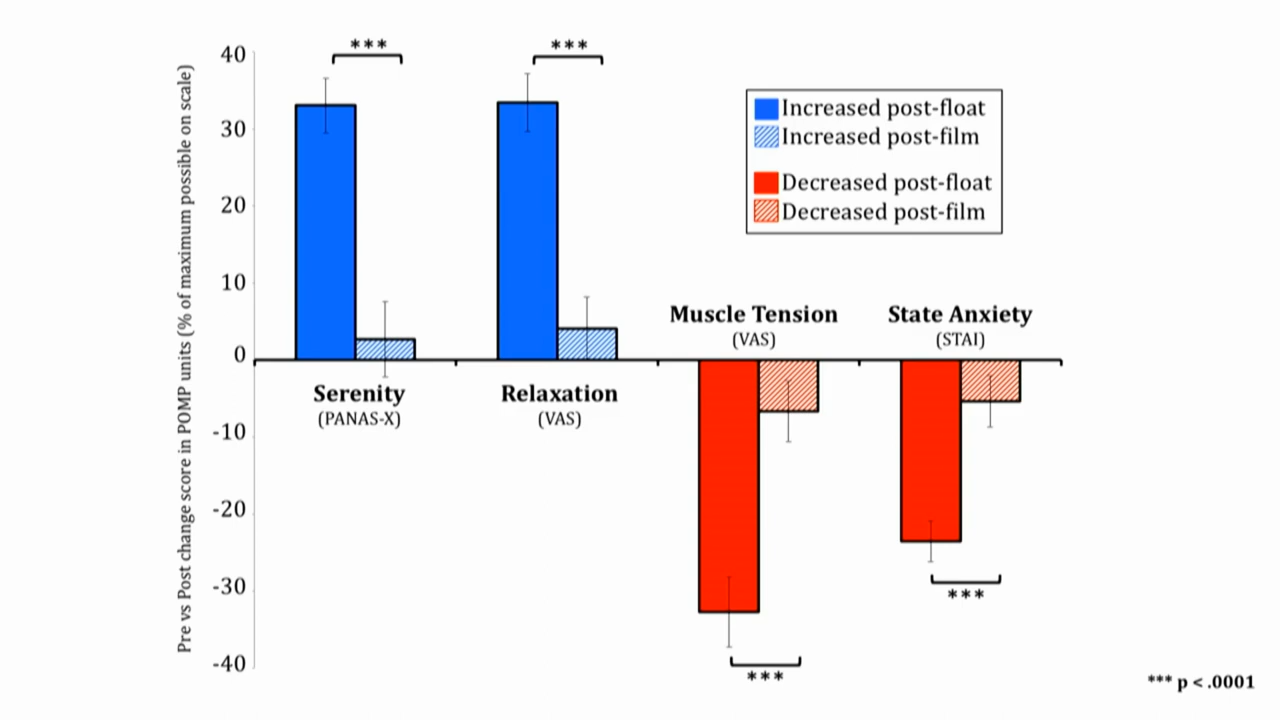 Pre vs Post change score in POMP units (% of maximum possible on scale)
40
30
20
10
0
-10
-20
-30
-40
***
***
Increased post-float
Increased post-film
Decreased post-float
Decreased post-film
Serenity
(PANAS-X)
Relaxation
(VAS)
Muscle Tension
(VAS)
State Anxiety
(STAI)
***
***
*** p < .0001